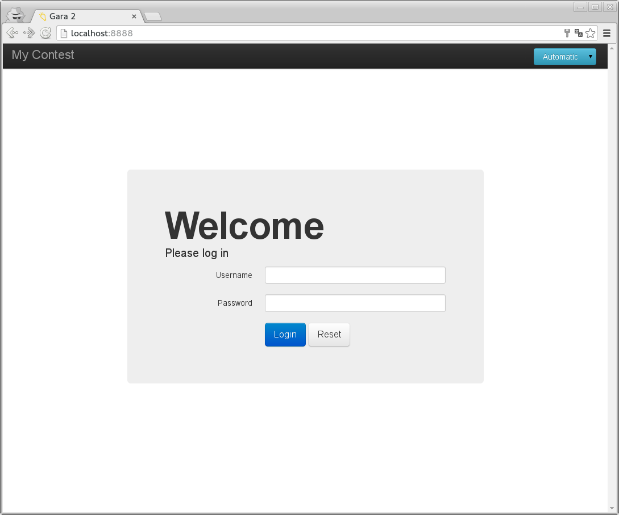 Gara 2
localhost:8888
My Contest
Automatic
Welcome
Please log in
Username
Password
Login Reset